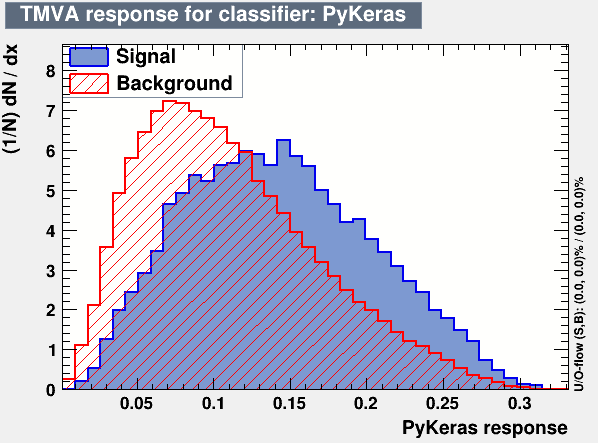 TMVA response for classifier: PyKeras
(1/N) dN / dx
Signal
Background
8
7
6
5
4
3
2
1
0
0.05 0.1 0.15 0.2 0.25 0.3
PyKeras response
U/O-flow (S,B): (0.0, 0.0)% / (0.0, 0.0)%